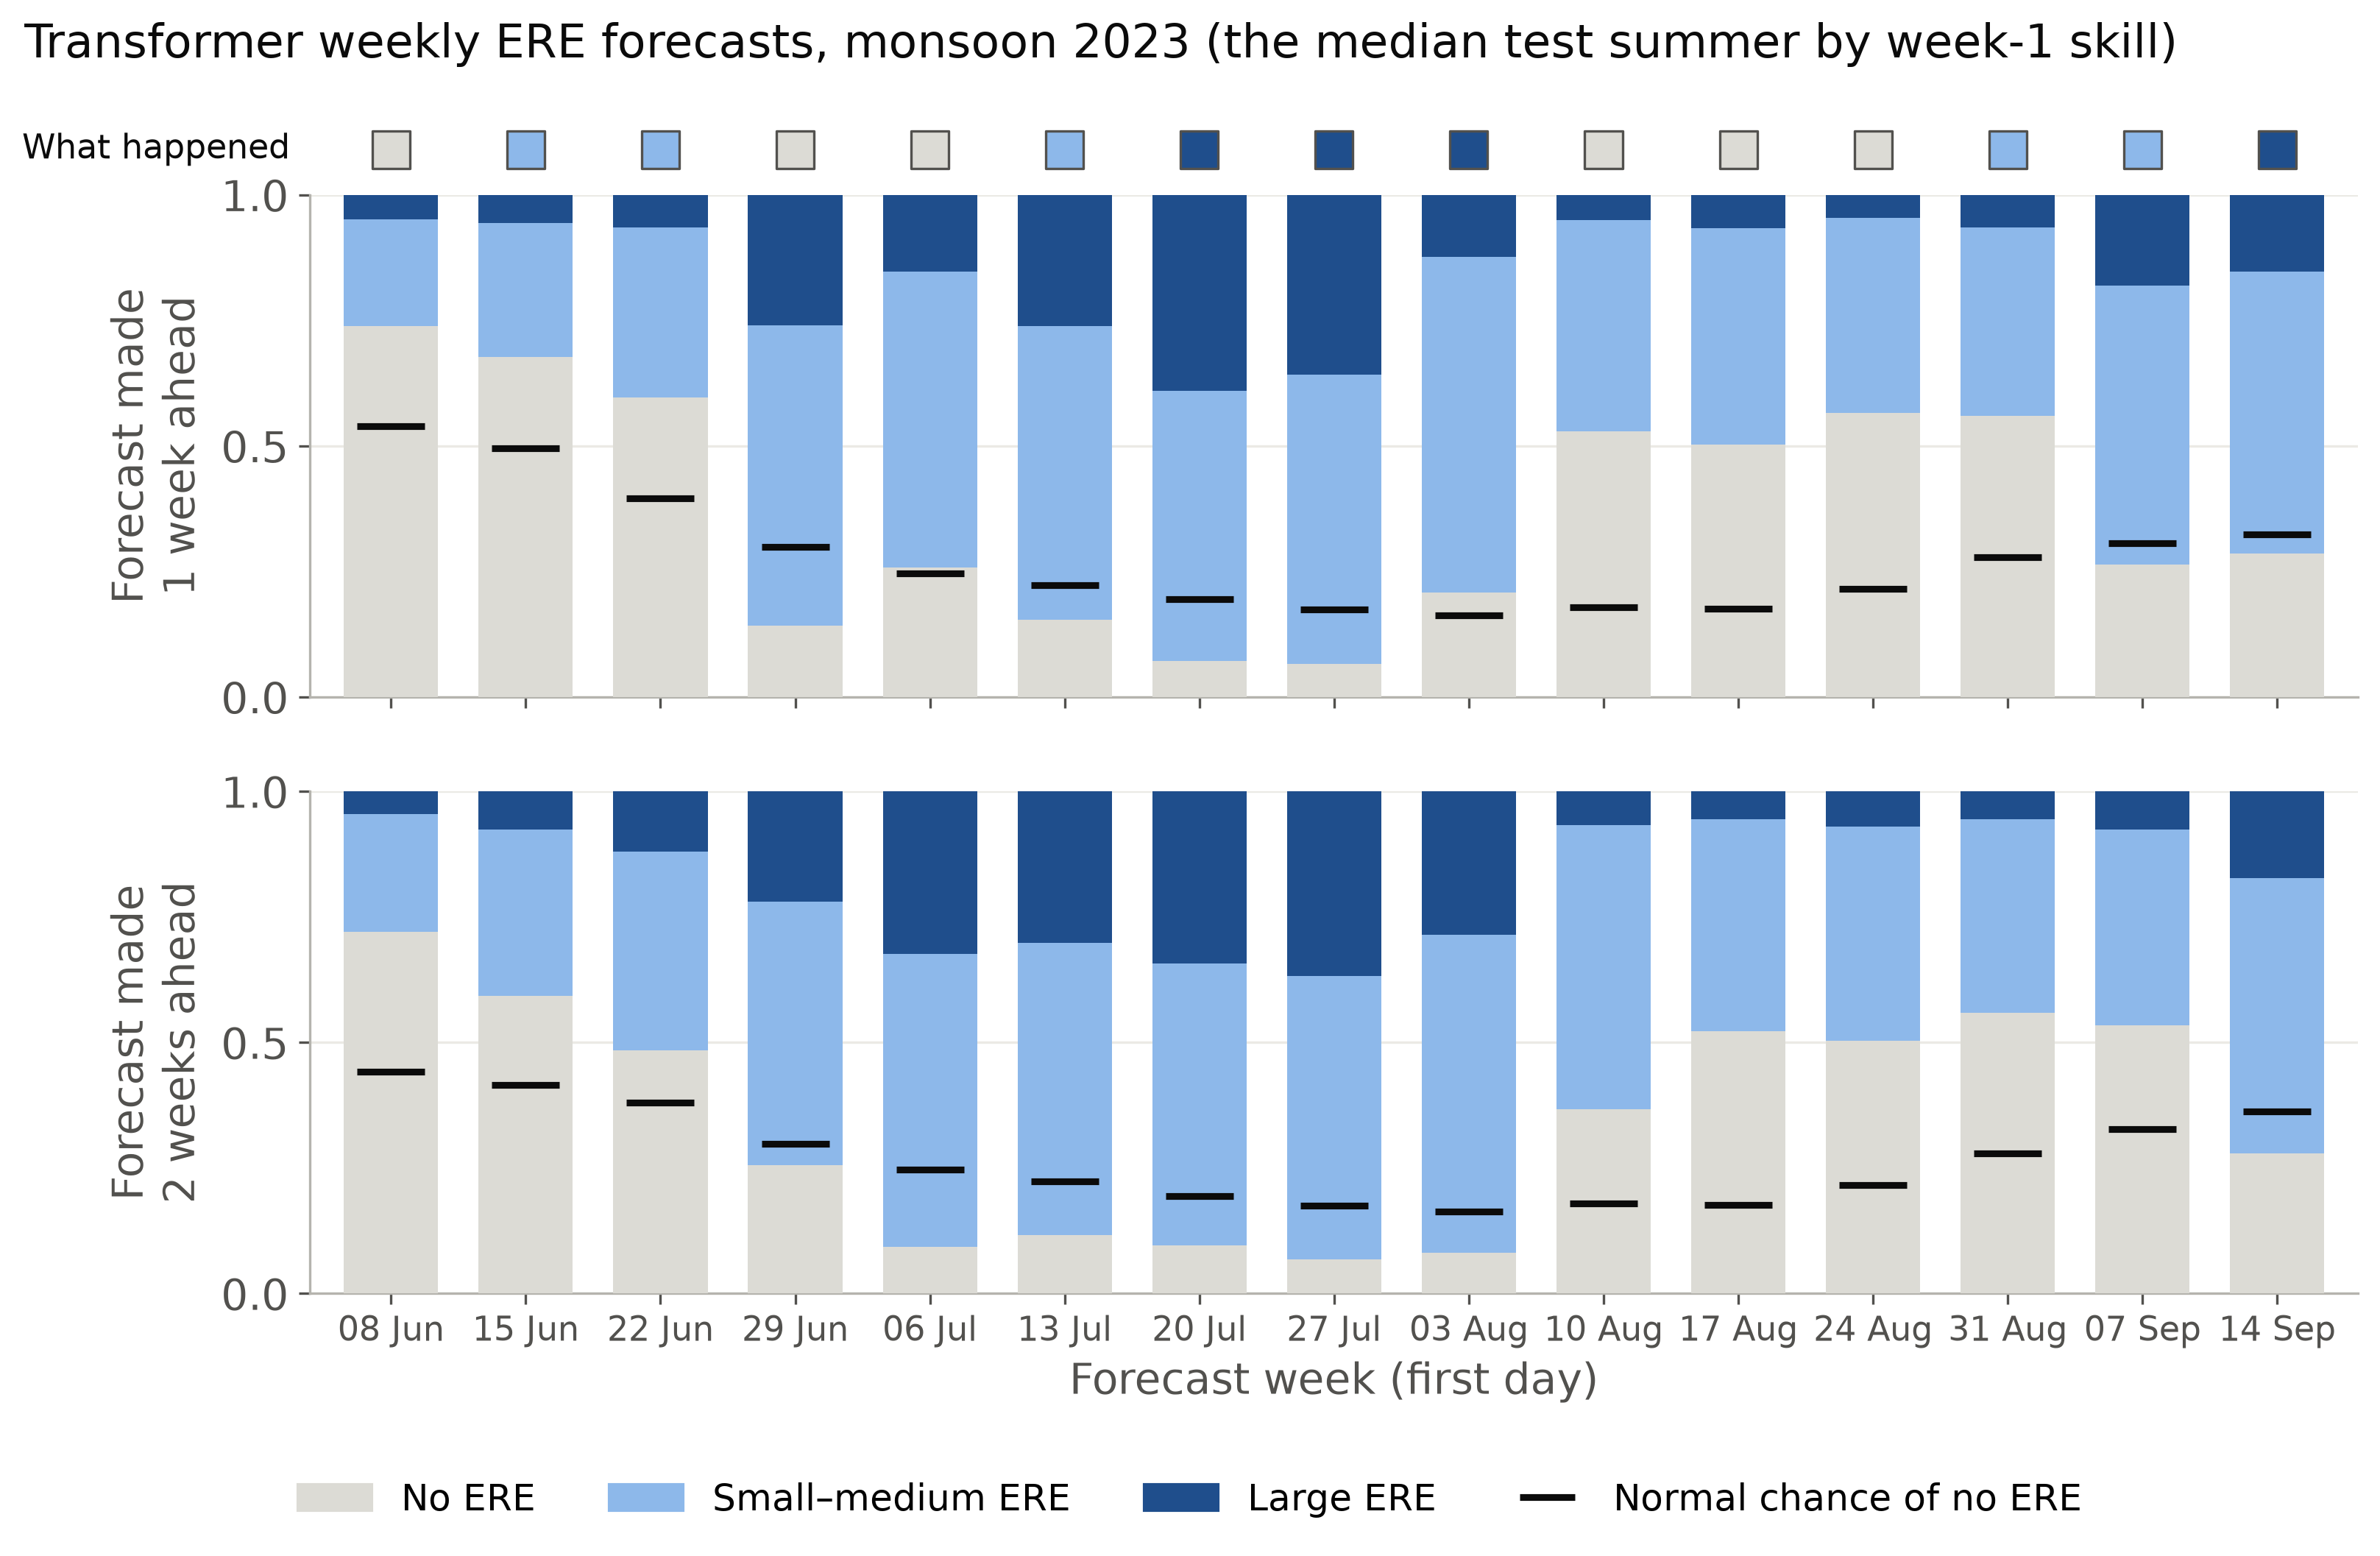 Transformer weekly ERE forecasts, monsoon 2023 (the median test summer by week-1 skill)
What happened
1.0
0.5
0.0
Forecast made
1 week ahead
1.0
0.5
0.0
Forecast made
2 weeks ahead
08 Jun 15 Jun 22 Jun 29 Jun 06 Jul 13 Jul 20 Jul 27 Jul 03 Aug 10 Aug 17 Aug 24 Aug 31 Aug 07 Sep 14 Sep
Forecast week (first day)
No ERE Small–medium ERE Large ERE Normal chance of no ERE